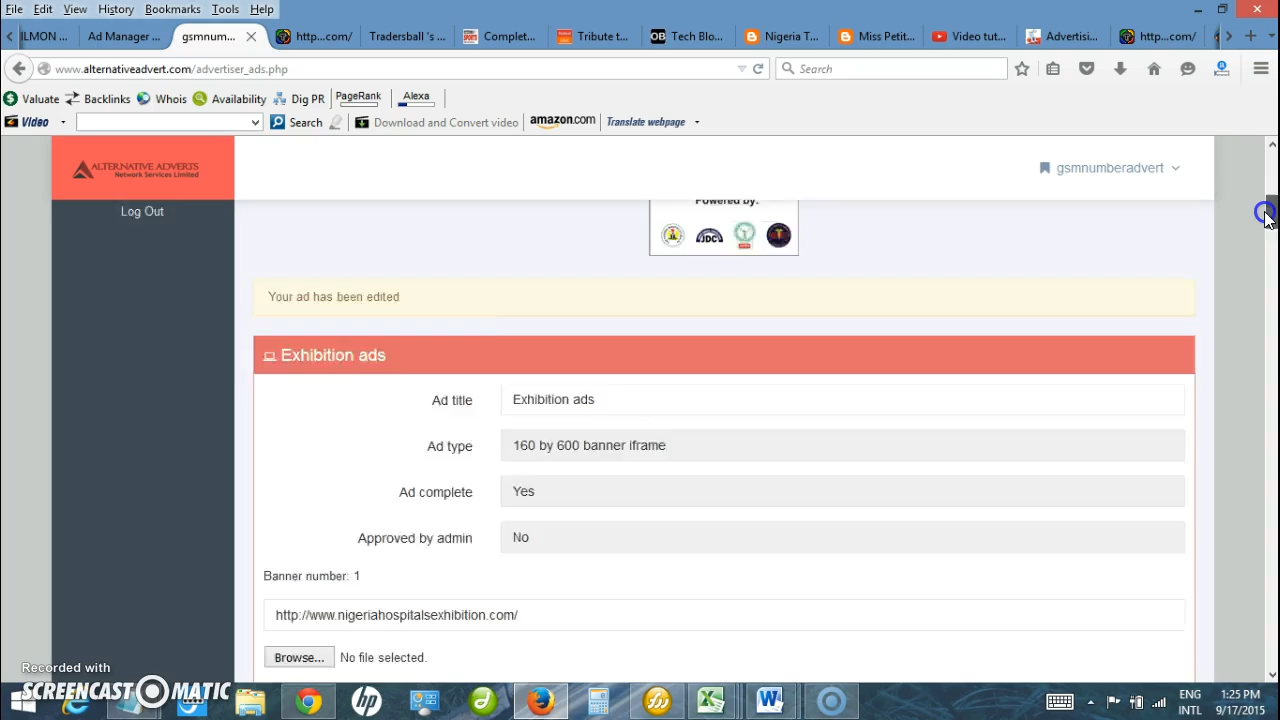 File Edit View History Bookmarks Tools Help
ILMON ... Ad Manager ... gsmnum... http...com/ Tradersball 's ... Complet... Tribute t... OB Tech Blo... Nigeria T... Miss Petit... Video tut... Advertisi... http...com/
www.alternativeadvert.com/advertiser_ads.php Search
Valuate Backlinks Whois Availability Dig PR PageRank Alexa
Video Search Download and Convert video amazon.com Translate webpage
ALTERNATIVE ADVERTS
Network Services Limited
gsmnumberadvert
Log Out
Powered by:
JDC
Your ad has been edited
Exhibition ads
Ad title Exhibition ads
Ad type 160 by 600 banner iframe
Ad complete Yes
Approved by admin No
Banner number: 1
http://www.nigeriahospitalsexhibition.com/
Browse... No file selected.
Recorded with
SCREENCAST MATIC
ENG 1:25 PM
INTL 9/17/2015